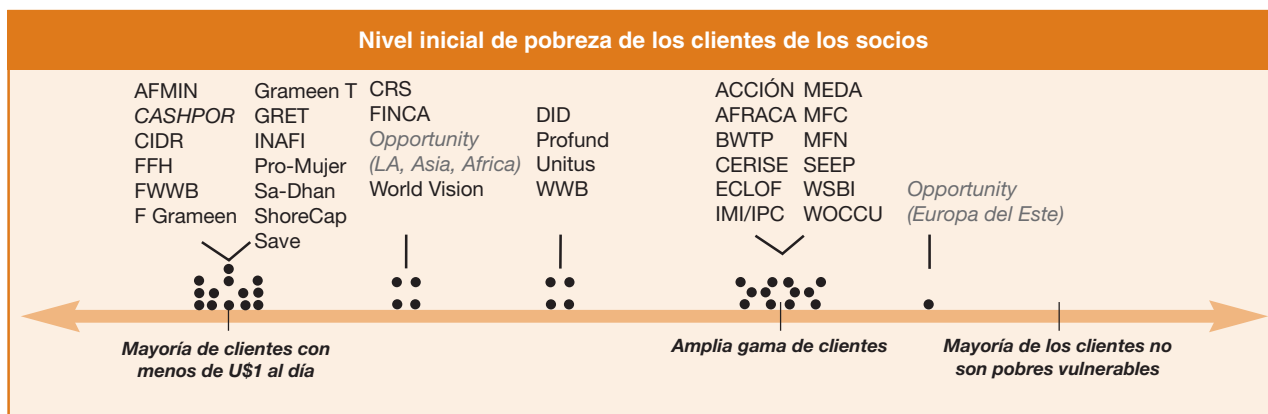 Nivel inicial de pobreza de los clientes de los socios
AFMIN
CASHPOR
CIDR
FFH
FWWB
F Grameen
Grameen T
GRET
INAFI
Pro-Mujer
Sa-Dhan
ShoreCap
Save
CRS
FINCA
Opportunity
(LA, Asia, Africa)
World Vision
DID
Profund
Unitus
WWB
ACCIÓN
AFRACA
BWTP
CERISE
ECLOF
IMI/IPC
MEDA
MFC
MFN
SEEP
WSBI
WOCCU
Opportunity
(Europa del Este)
Mayoría de clientes con
menos de U$1 al día
Amplia gama de clientes
Mayoría de los clientes no
son pobres vulnerables